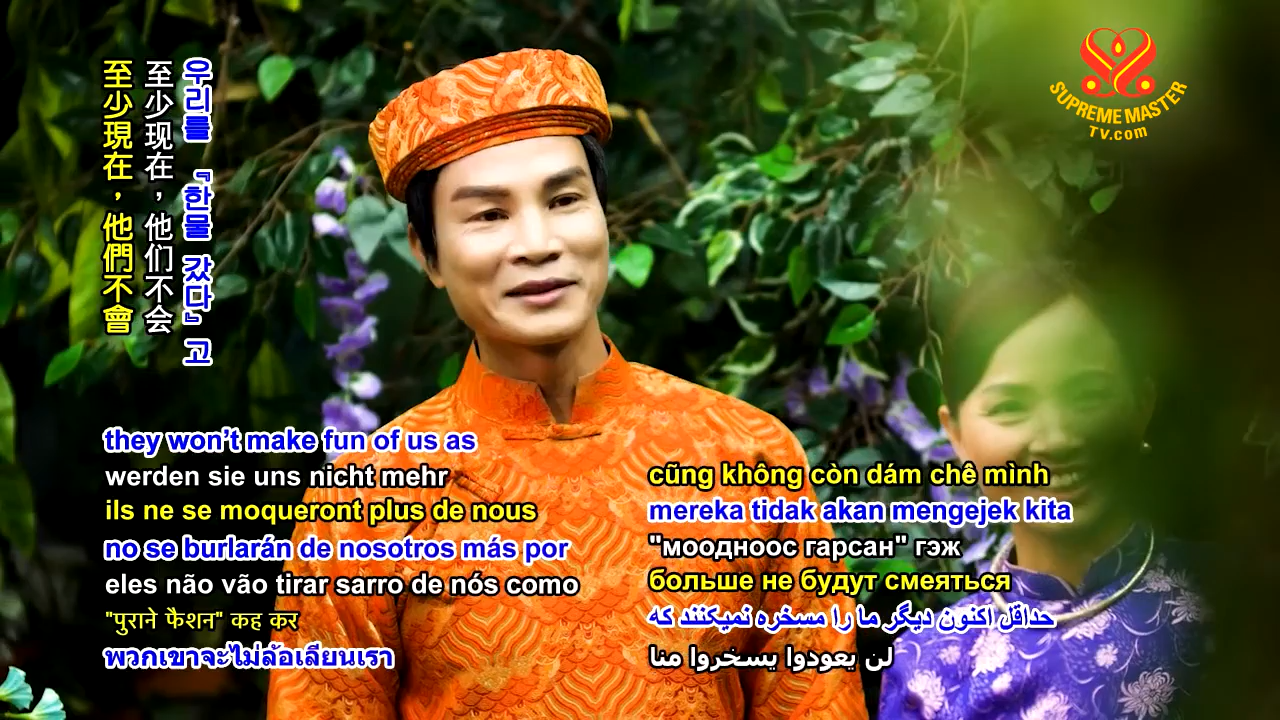 至少現在，他們不會
至少现在，他们不会
우리를 『한물 갔다』고
SUPREME MASTER
TV.com
they won't make fun of us as
werden sie uns nicht mehr
ils ne se moqueront plus de nous
no se burlarán de nosotros más por
eles não vão tirar sarro de nós como
"पुराने फैशन" कह कर
พวกเขาจะไม่ล้อเลียนเรา
cũng không còn dám chê mình
mereka tidak akan mengejek kita
"моодноос гарсан" гэж
больше не будут смеяться
حداقل اکنون دیگر ما را مسخره نمیکنند که
لن يعودوا يسخروا منا